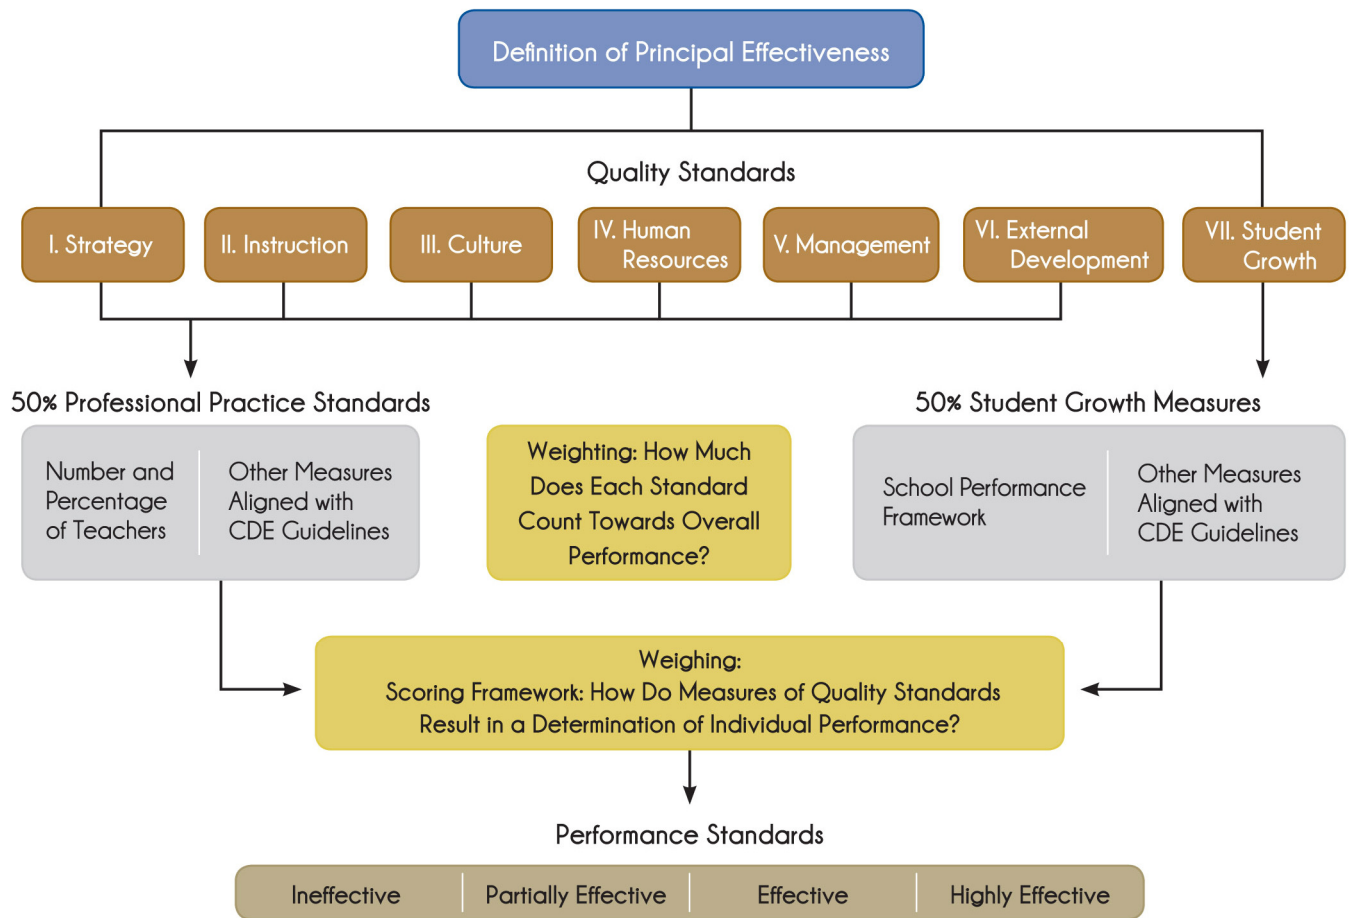 Definition of Principal Effectiveness
Quality Standards
I. Strategy
II. Instruction
III. Culture
IV. Human
Resources
V. Management
VI. External
Development
VII. Student
Growth
50% Professional Practice Standards
Number and
Percentage
of Teachers
Other Measures
Aligned with
CDE Guidelines
Weighting: How Much
Does Each Standard
Count Towards Overall
Performance?
50% Student Growth Measures
School Performance
Framework
Other Measures
Aligned with
CDE Guidelines
Weighing:
Scoring Framework: How Do Measures of Quality Standards
Result in a Determination of Individual Performance?
Performance Standards
Ineffective
Partially Effective
Effective
Highly Effective